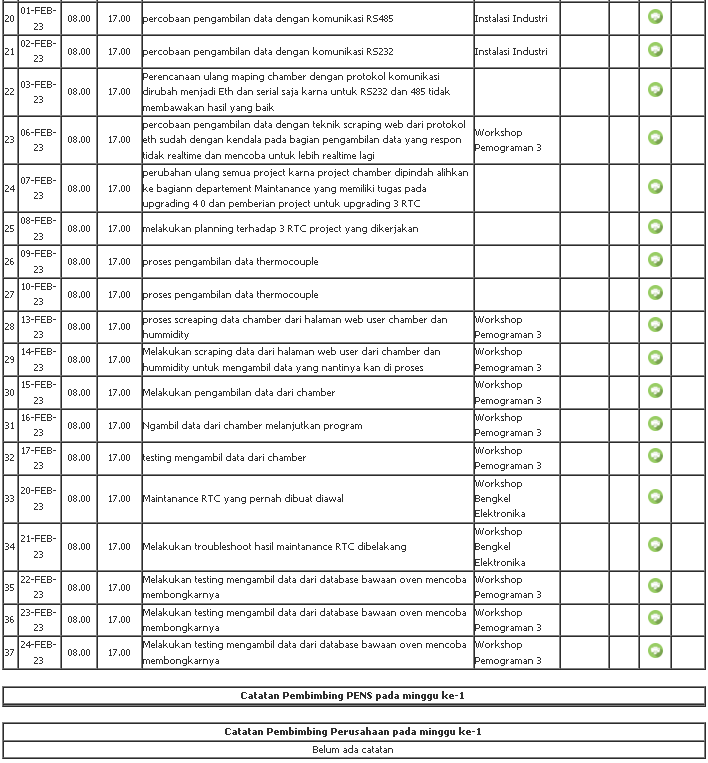 20 01-FEB-23 08.00 17.00 percobaan pengambilan data dengan komunikasi RS485 Instalasi Industri
21 02-FEB-23 08.00 17.00 percobaan pengambilan data dengan komunikasi RS232 Instalasi Industri
22 03-FEB-23 08.00 17.00 Perencanaan ulang maping chamber dengan protokol komunikasi
dirubah menjadi Eth dan serial saja karna untuk RS232 dan 485 tidak
membawakan hasil yang baik
23 06-FEB-23 08.00 17.00 percobaan pengambilan data dengan teknik scraping web dari protokol
eth sudah dengan kendala pada bagian pengambilan data yang respon
tidak realtime dan mencoba untuk lebih realtime lagi
Workshop
Pemograman 3
24 07-FEB-23 08.00 17.00 perubahan ulang semua project karna project chamber dipindah alihkan
ke bagiann departement Maintanance yang memiliki tugas pada
upgrading 4.0 dan pemberian project untuk upgrading 3 RTC
25 08-FEB-23 08.00 17.00 melakukan planning terhadap 3 RTC project yang dikerjakan
26 09-FEB-23 08.00 17.00 proses pengambilan data thermocouple
27 10-FEB-23 08.00 17.00 proses pengambilan data thermocouple
28 13-FEB-23 08.00 17.00 proses screaping data chamber dari halaman web user chamber dan
hummidity
Workshop
Pemograman 3
29 14-FEB-23 08.00 17.00 Melakukan scraping data dari halaman web user dari chamber dan
hummidity untuk mengambil data yang nantinya kan di proses
Workshop
Pemograman 3
30 15-FEB-23 08.00 17.00 Melakukan pengambilan data dari chamber
Workshop
Pemograman 3
31 16-FEB-23 08.00 17.00 Ngambil data dari chamber melanjutkan program
Workshop
Pemograman 3
32 17-FEB-23 08.00 17.00 testing mengambil data dari chamber
Workshop
Pemograman 3
33 20-FEB-23 08.00 17.00 Maintanance RTC yang pernah dibuat diawal
Workshop
Bengkel
Elektronika
34 21-FEB-23 08.00 17.00 Melakukan troubleshoot hasil maintanance RTC dibelakang
Workshop
Bengkel
Elektronika
35 22-FEB-23 08.00 17.00 Melakukan testing mengambil data dari database bawaan oven mencoba
membongkarnya
Workshop
Pemograman 3
36 23-FEB-23 08.00 17.00 Melakukan testing mengambil data dari database bawaan oven mencoba
membongkarnya
Workshop
Pemograman 3
37 24-FEB-23 08.00 17.00 Melakukan testing mengambil data dari database bawaan oven mencoba
membongkarnya
Workshop
Pemograman 3
Catatan Pembimbing PENS pada minggu ke-1
Catatan Pembimbing Perusahaan pada minggu ke-1
Belum ada catatan